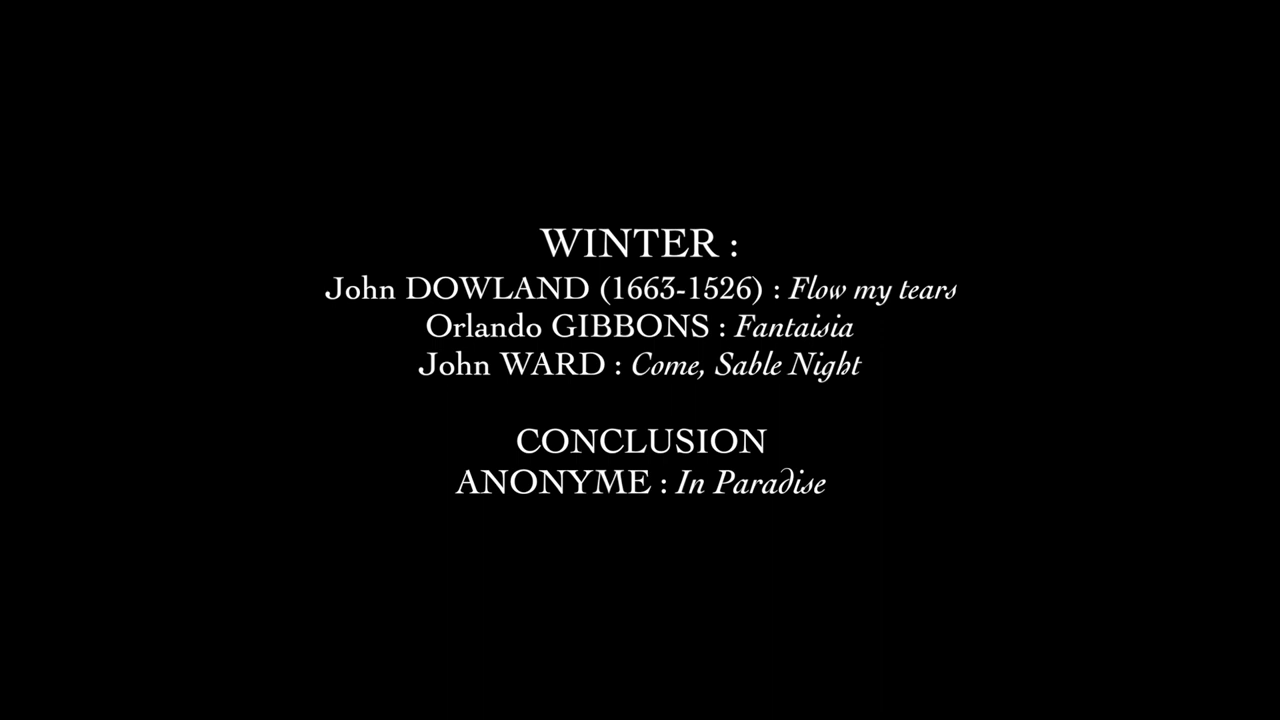 WINTER :
John DOWLAND (1663-1526) : Flow my tears
Orlando GIBBONS : Fantaisia
John WARD : Come, Sable Night
CONCLUSION
ANONYME : In Paradise